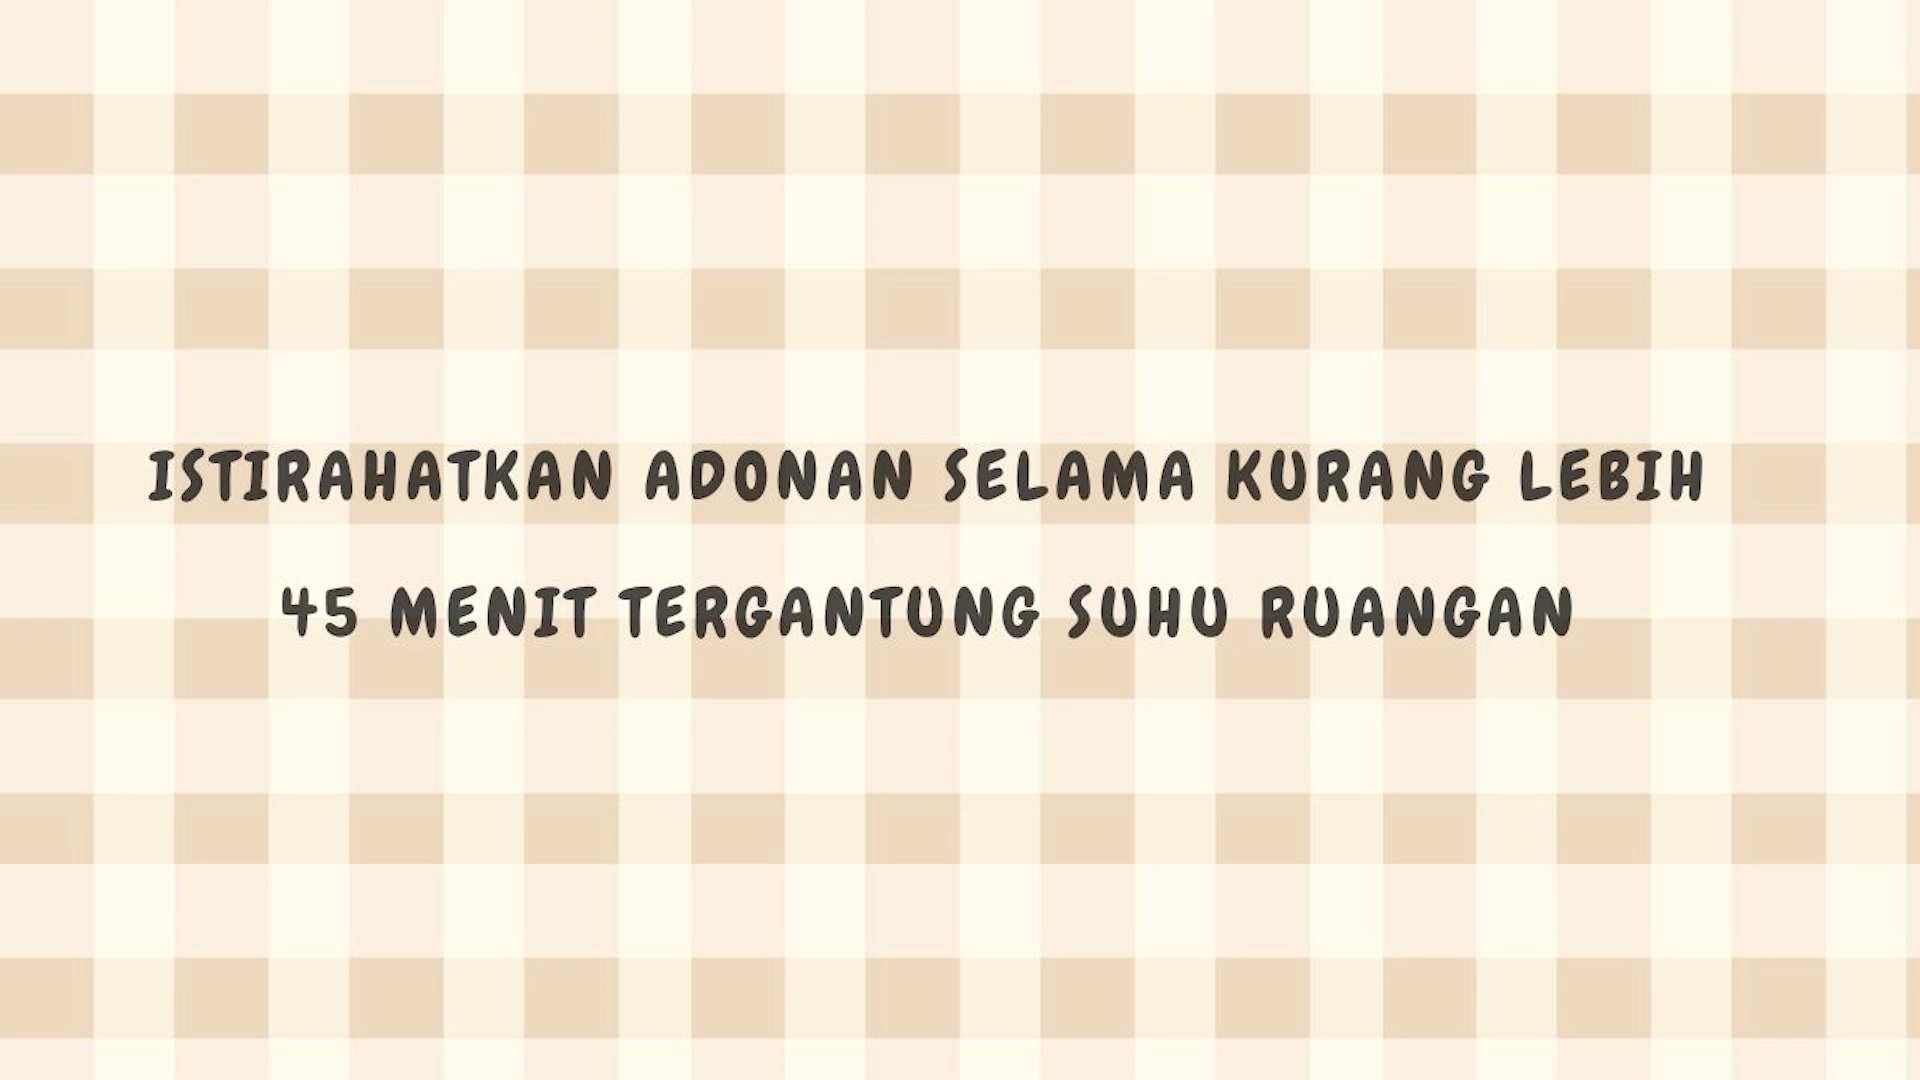 ISTIRAHATKAN ADONAN SELAMA KURANG LEBIH
45 MENIT TERGANTUNG SUHU RUANGAN